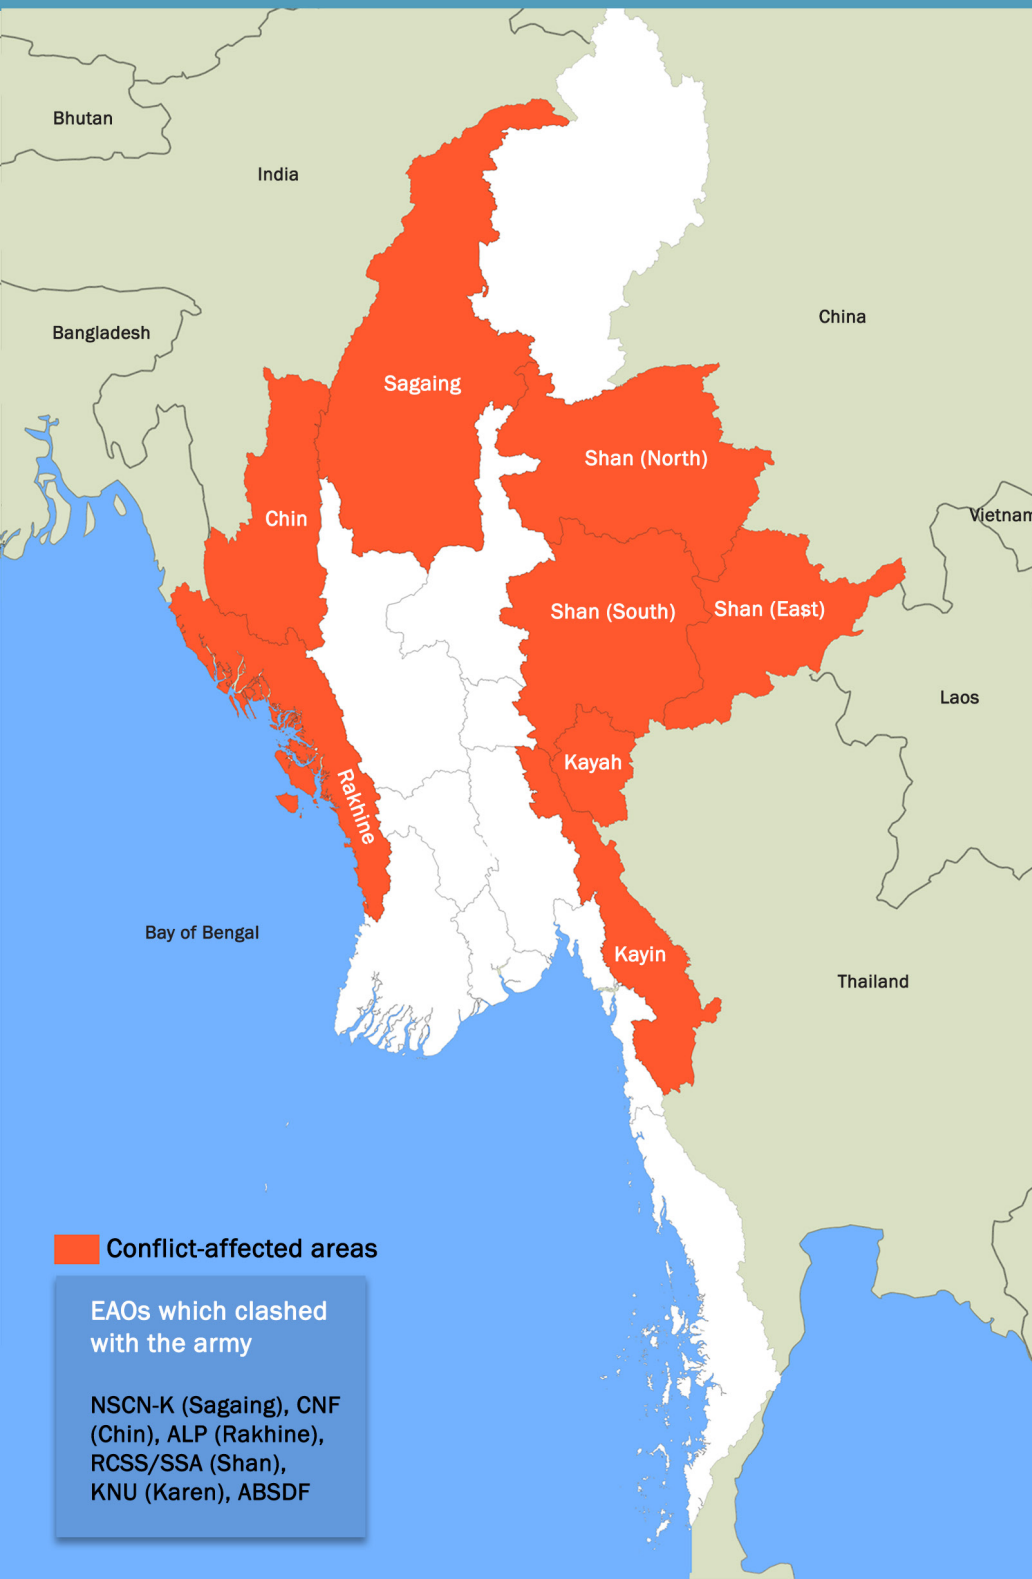 Bhutan
India
Bangladesh
China
Sagaing
Shan (North)
Chin
Vietnam
Shan (South)
Shan (East)
Laos
Kayah
Rakhine
Bay of Bengal
Kayin
Thailand
Conflict-affected areas
EAOs which clashed
with the army
NSCN-K (Sagaing), CNF
(Chin), ALP (Rakhine),
RCSS/SSA (Shan),
KNU (Karen), ABSDF